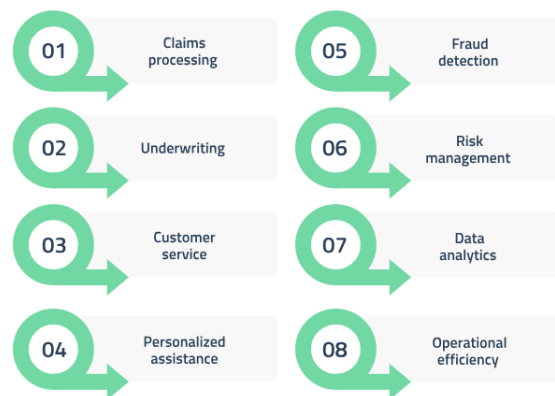 01
Claims
processing
02
Underwriting
03
Customer
service
04
Personalized
assistance
05
Fraud
detection
06
Risk
management
07
Data
analytics
08
Operational
efficiency